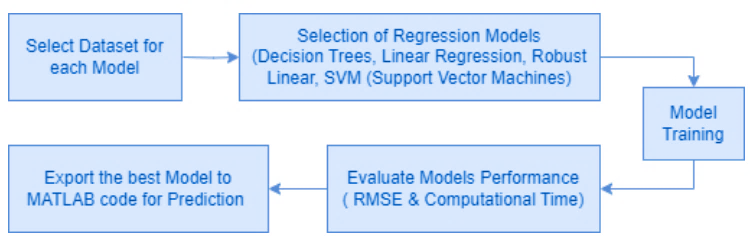 Select Dataset for
each Model
Selection of Regression Models
(Decision Trees, Linear Regression, Robust
Linear, SVM (Support Vector Machines)
Model
Training
Evaluate Models Performance
( RMSE & Computational Time)
Export the best Model to
MATLAB code for Prediction